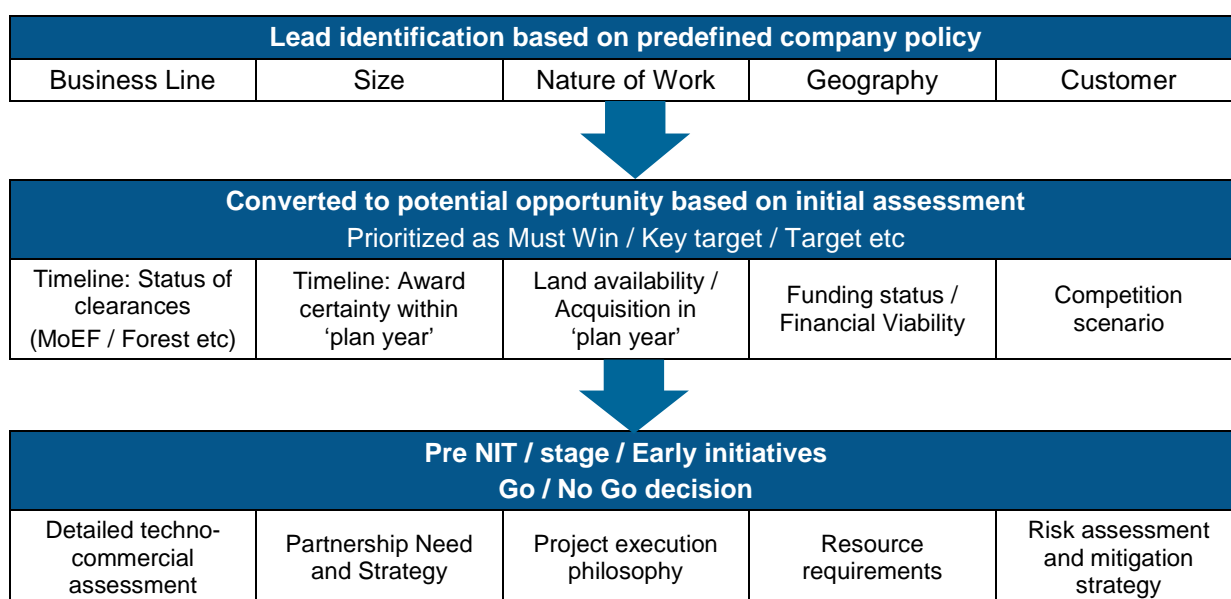 Lead identification based on predefined company policy
Business Line
Size
Nature of Work
Geography
Customer
Converted to potential opportunity based on initial assessment
Prioritized as Must Win / Key target / Target etc
Timeline: Status of
clearances
(MoEF / Forest etc)
Timeline: Award
certainty within
‘plan year’
Land availability /
Acquisition in
‘plan year’
Funding status /
Financial Viability
Competition
scenario
Pre NIT / stage / Early initiatives
Go / No Go decision
Detailed techno-
commercial
assessment
Partnership Need
and Strategy
Project execution
philosophy
Resource
requirements
Risk assessment
and mitigation
strategy